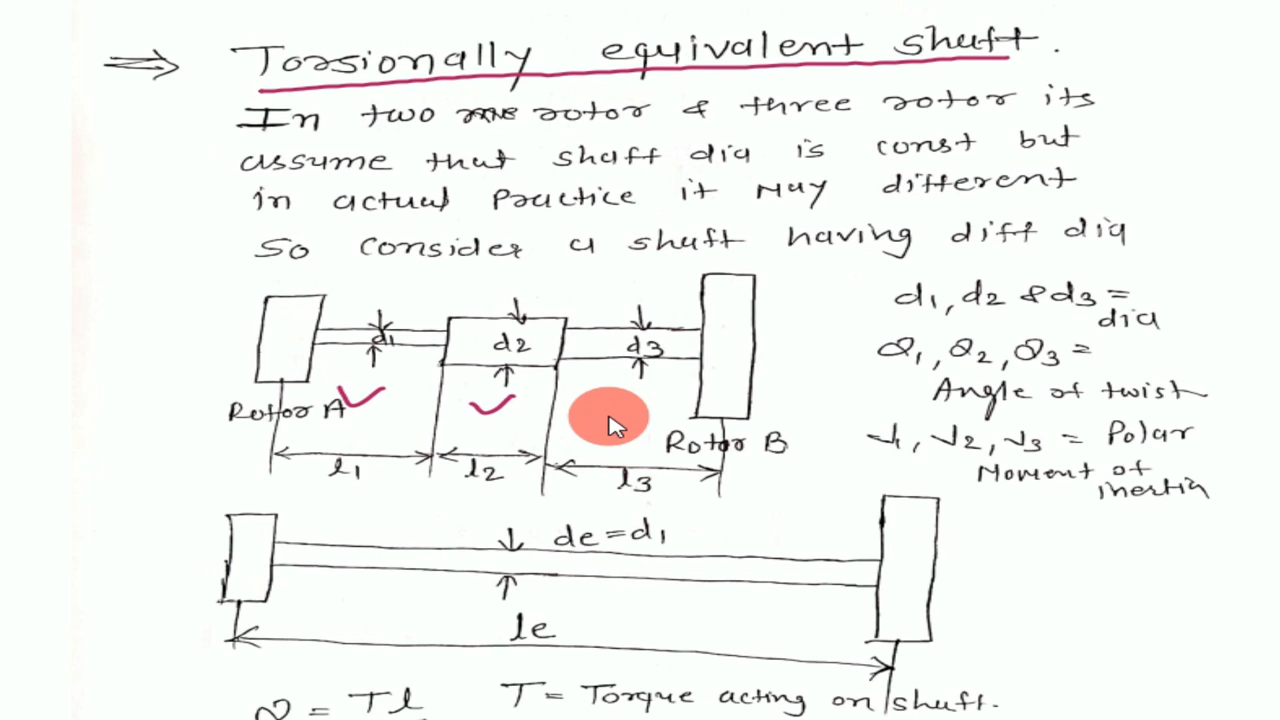 ⇒ Torsionally equivalent shaft.
In two rotor & three rotor its
assume that shaft dia is const but
in actual practice it may different
So consider a shaft having diff dia
d1, d2 & d3 =
dia
d1
d2
d3
θ1, θ2, θ3 =
Angle of twist
Rotor A
Rotor B
J1, J2, J3 = Polar
Moment of
inertia
l1
l2
l3
de = d1
le
θ = Tl
T = Torque acting on shaft.